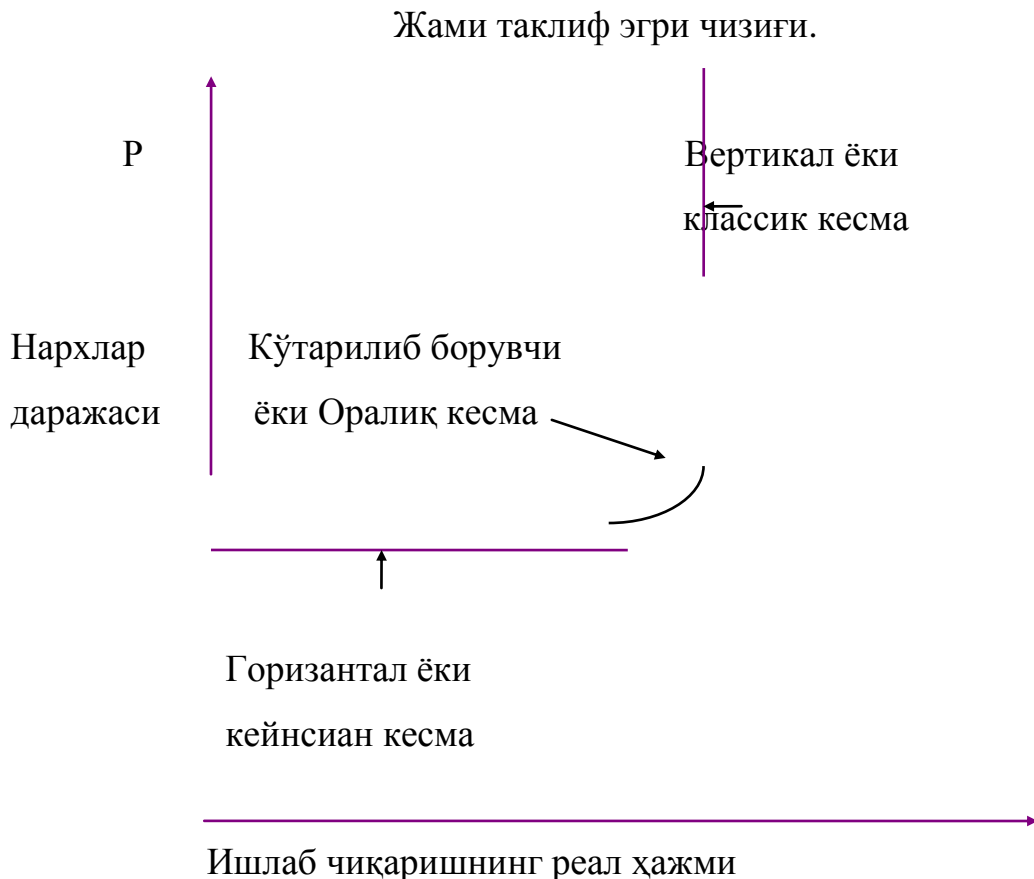 Жами таклиф эгри чизиғи.
Р
Вертикал ёки
классик кесма
Нархлар
даражаси
Кўтарилиб борувчи
ёки Оралиқ кесма
Горизантал ёки
кейнсиан кесма
Ишлаб чиқаришнинг реал ҳажми